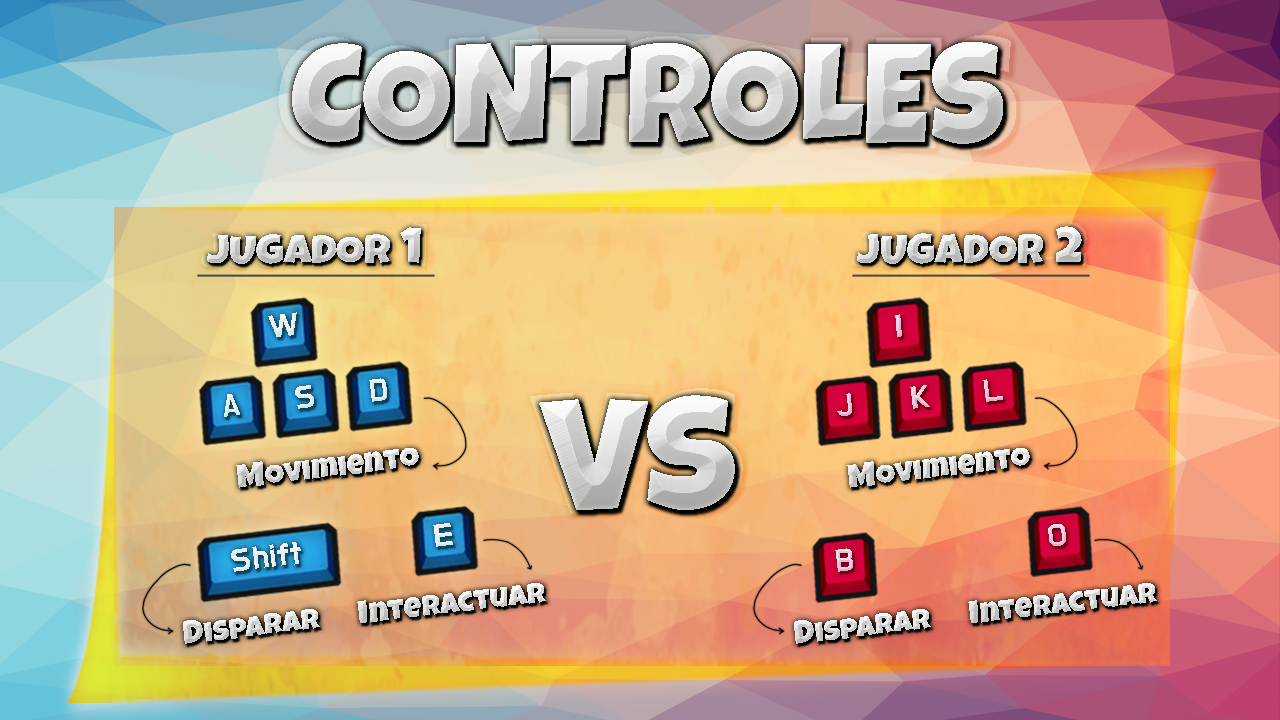 CONTROLES
JUGADOR 1
W
A S D
Movimiento
Shift
E
Disparar
Interactuar
VS
JUGADOR 2
I
J K L
Movimiento
B
O
Disparar
Interactuar